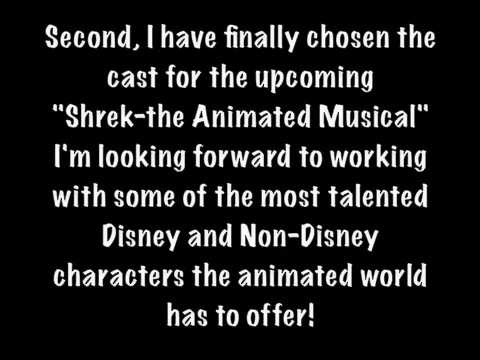 Second, I have finally chosen the
cast for the upcoming
"Shrek-the Animated Musical"
I'm looking forward to working
with some of the most talented
Disney and Non-Disney
characters the animated world
has to offer!